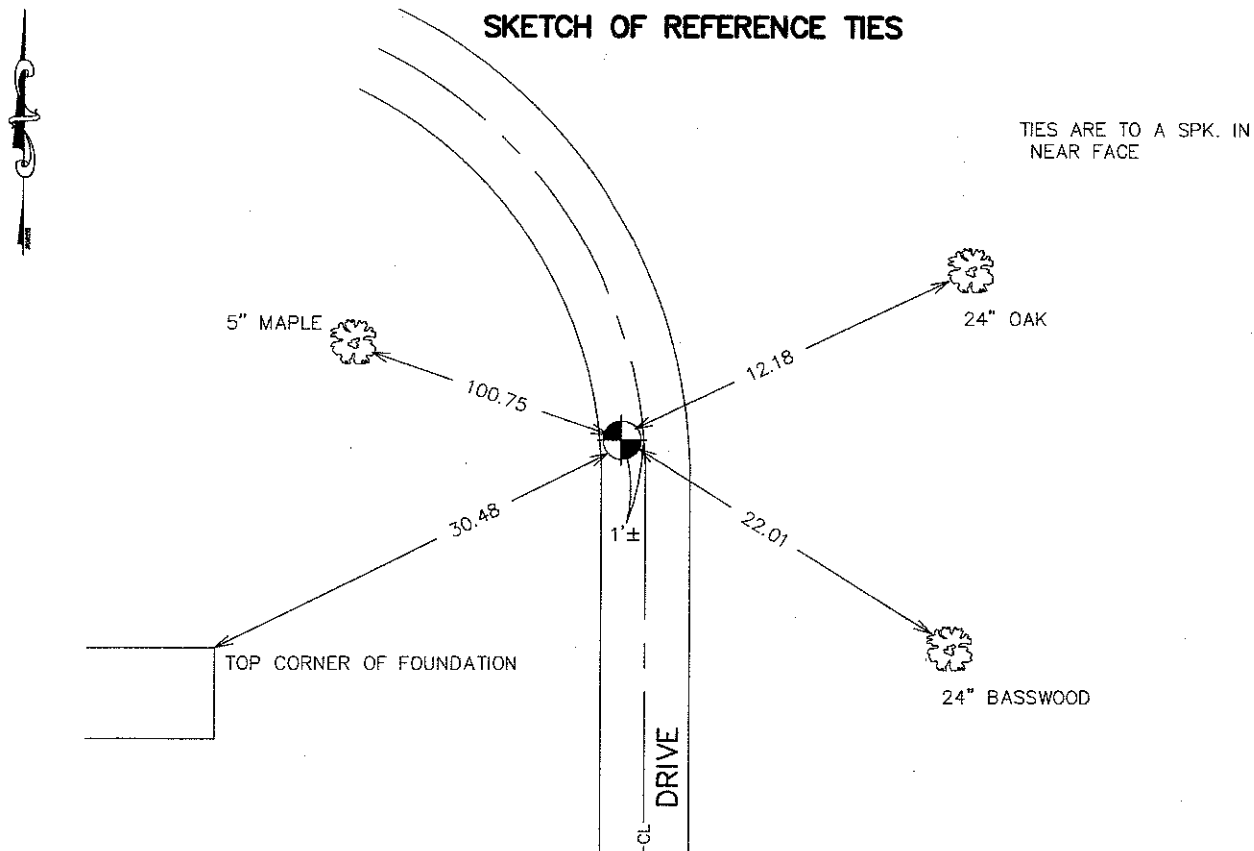 SKETCH OF REFERENCE TIES
TIES ARE TO A SPK. IN
NEAR FACE
5" MAPLE
24" OAK
100.75
12.18
30.48
22.01
1'±
TOP CORNER OF FOUNDATION
24" BASSWOOD
DRIVE
CL